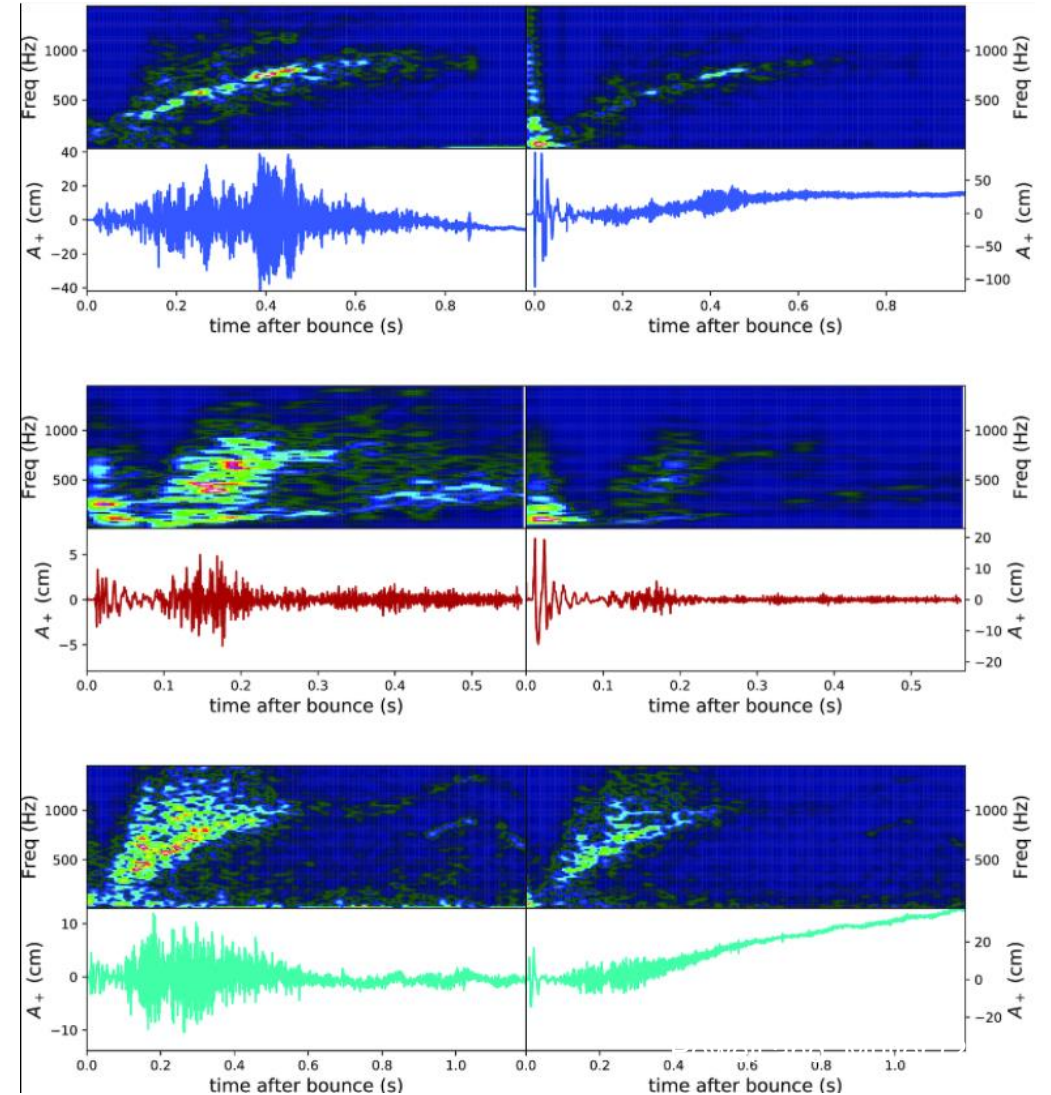 Freq (Hz)
1000
500
1000
500
Freq (Hz)
A+ (cm)
40
20
0
−20
−40
50
0
−50
−100
A+ (cm)
0.0 0.2 0.4 0.6 0.8
0.2 0.4 0.6 0.8
time after bounce (s)
time after bounce (s)
Freq (Hz)
1000
500
1000
500
Freq (Hz)
A+ (cm)
5
0
−5
20
10
0
−10
−20
A+ (cm)
0.0 0.1 0.2 0.3 0.4 0.5
0.0 0.1 0.2 0.3 0.4 0.5
time after bounce (s)
time after bounce (s)
Freq (Hz)
1000
500
1000
500
Freq (Hz)
A+ (cm)
10
0
−10
20
0
−20
A+ (cm)
0.0 0.2 0.4 0.6 0.8 1.0
0.0 0.2 0.4 0.6 0.8 1.0
time after bounce (s)
time after bounce (s)